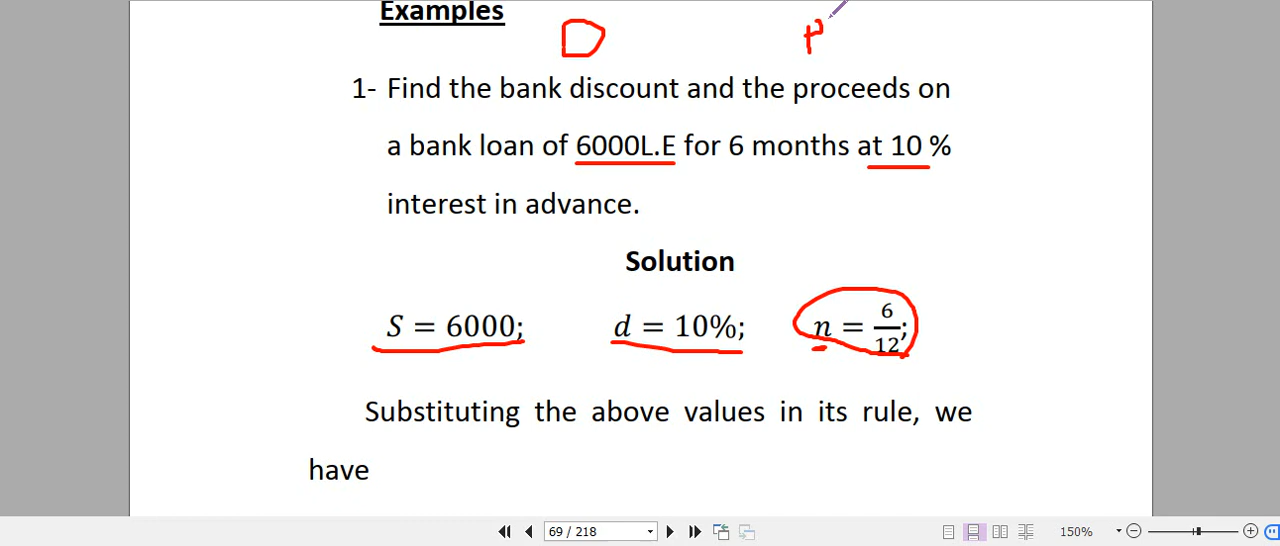 Examples
D P
1- Find the bank discount and the proceeds on
a bank loan of 6000L.E for 6 months at 10 %
interest in advance.
Solution
S = 6000; d = 10%; n = 6/12;
Substituting the above values in its rule, we
have
69 / 218 150%